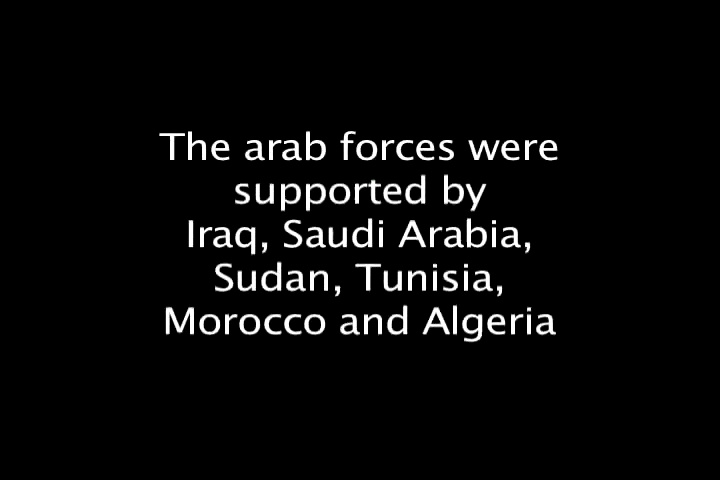 The arab forces were
supported by
Iraq, Saudi Arabia,
Sudan, Tunisia,
Morocco and Algeria